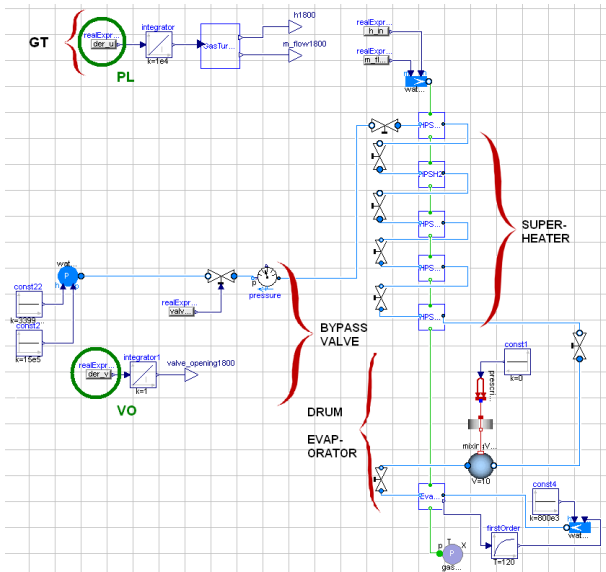 realExpr...
der_u
integrator
k=1e4
GT
PL
GasTur...
h1800
m_flow1800
realExpr...
h_in
realExpr...
m_fl...
wat...
HPS...
HPSH2
HPS...
HPS...
HPS...
SUPER-
HEATER
wat...
P
const22
k=3399...
const2
k=15e5
p
pressure
realExpr...
valv...
BYPASS
VALVE
realExpr...
der_v
integrator1
k=1
valve_opening1800
VO
const1
k=0
prescri...
DRUM
EVAP-
ORATOR
V=10
Eva...
const4
k=800e3
wat...
firstOrder
T=120
p
T
X
P
gas...